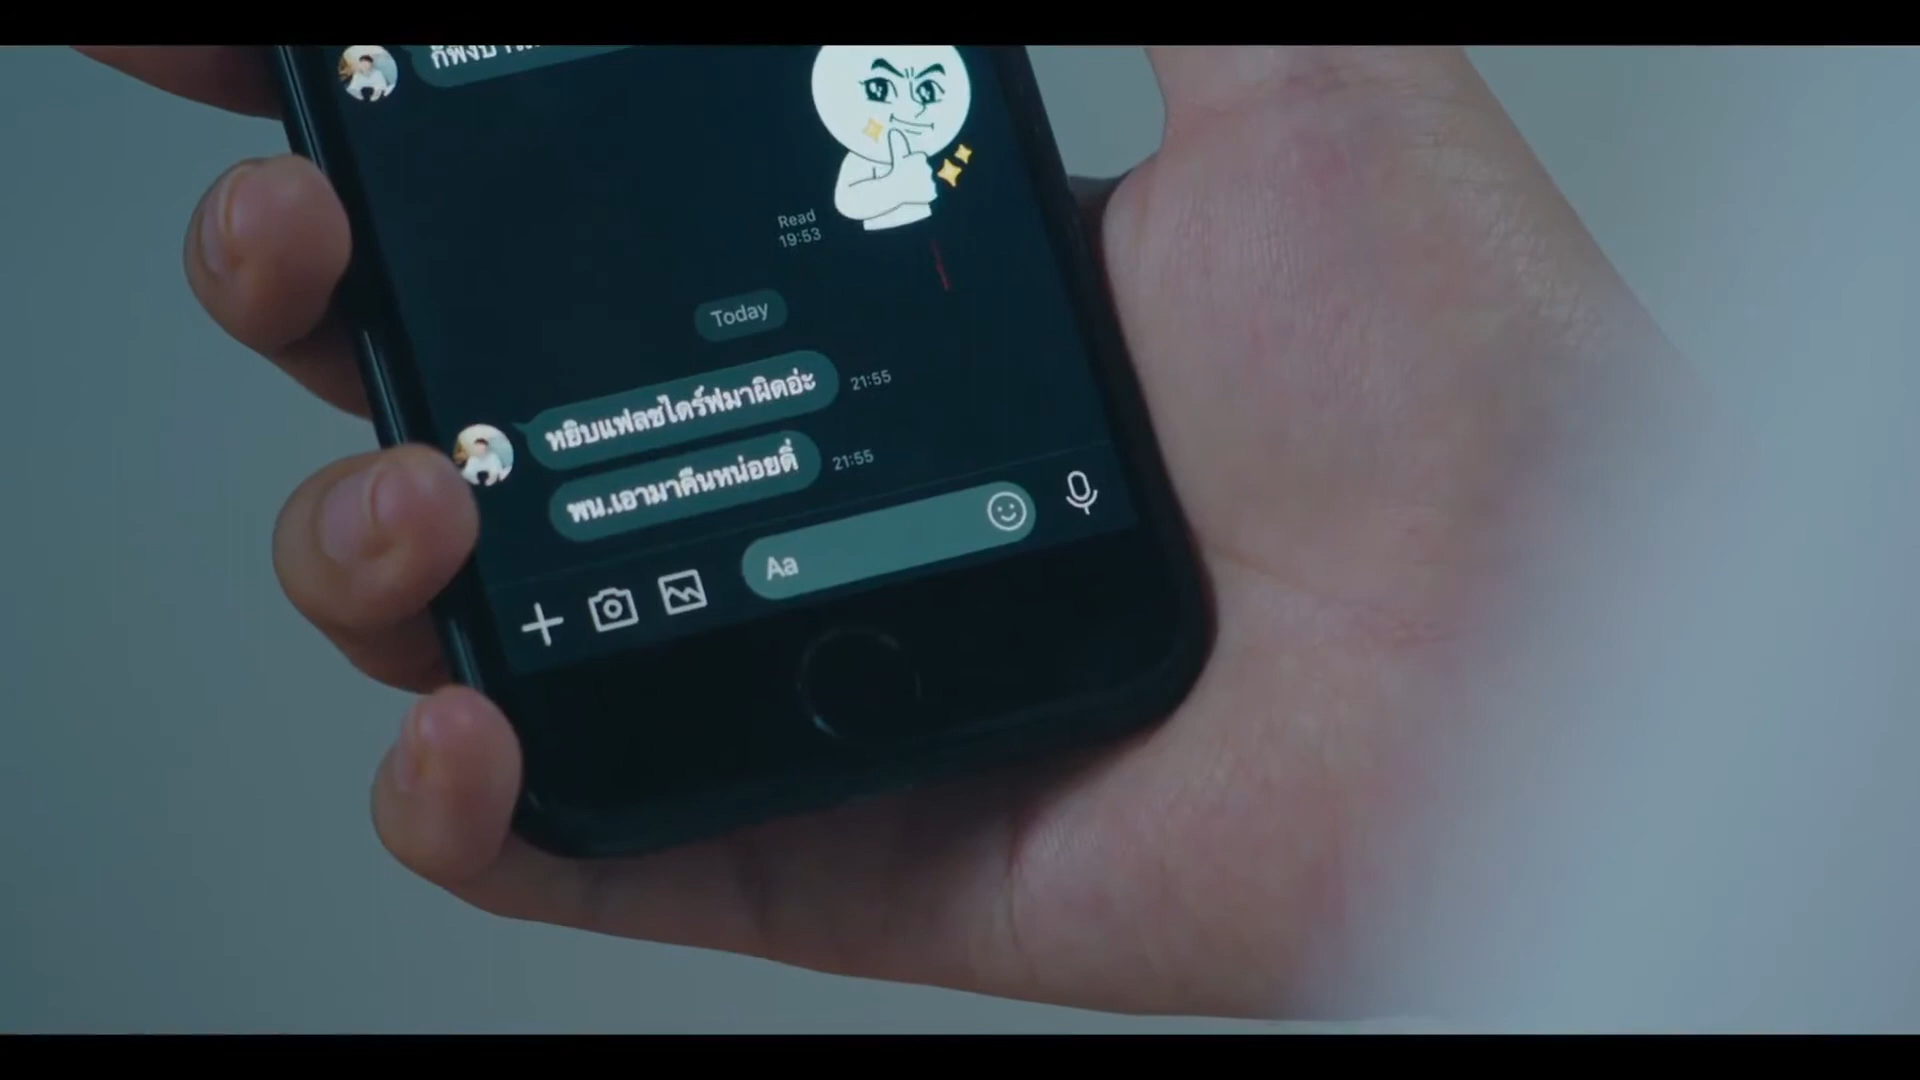 Read
19:53
Today
หยิบแฟลชไดร์ฟมาผิดอ่ะ 21:55
พน.เอามาคืนหน่อยดิ่ 21:55
Aa